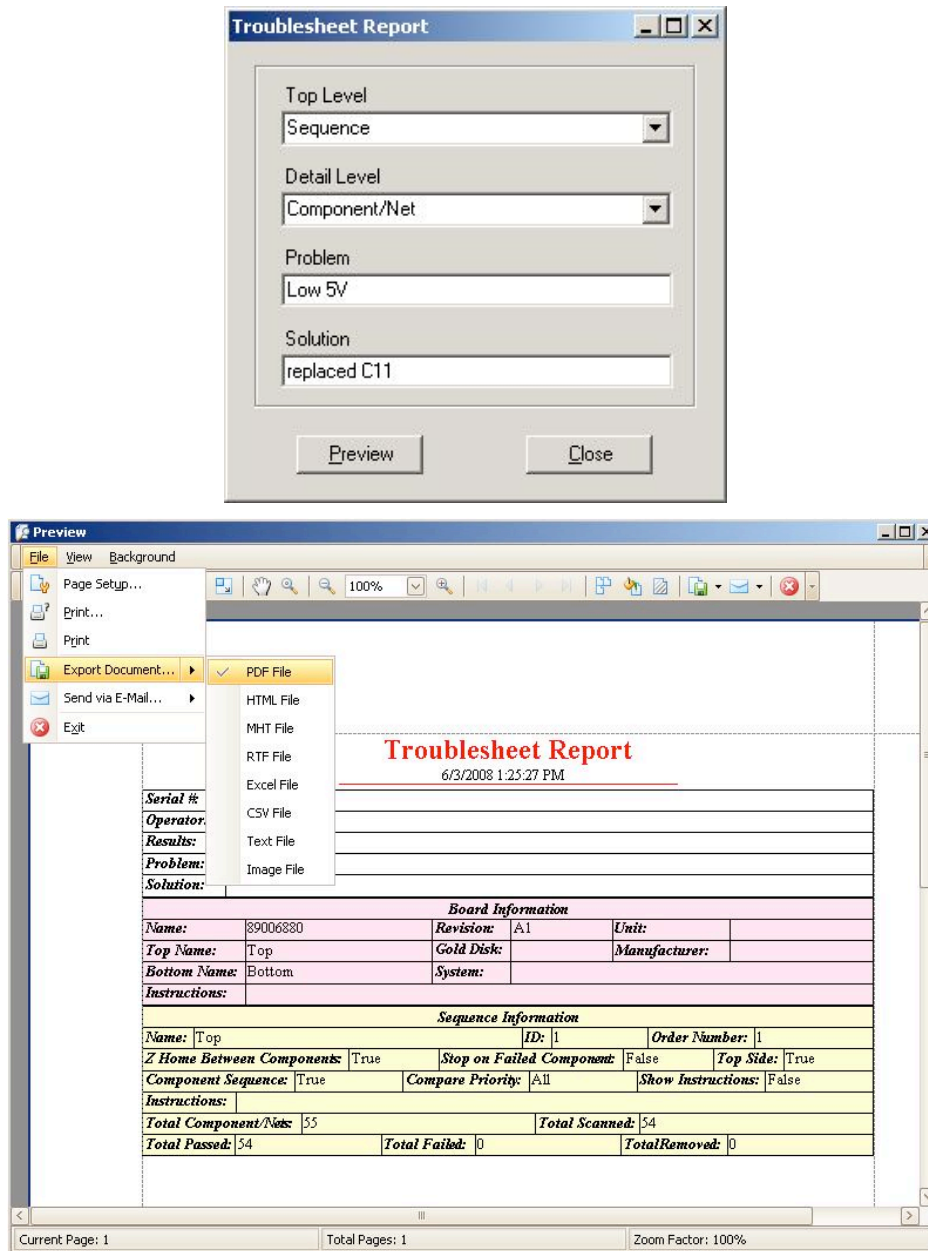 Troublesheet Report
Top Level
Sequence
Detail Level
Component/Net
Problem
Low 5V
Solution
replaced C11
Preview Close
Preview
File View Background
Page Setup...
100%
Print...
Print
Export Document...
PDF File
Send via E-Mail...
HTML File
Exit
MHT File
RTF File
Excel File
CSV File
Text File
Image File
Troublesheet Report
6/3/2008 1:25:27 PM
Serial #:
Operator:
Results:
Problem:
Solution:
Board Information
Name: 89006880 Revision: A1 Unit:
Top Name: Top Gold Disk: Manufacturer:
Bottom Name: Bottom System:
Instructions:
Sequence Information
Name: Top ID: 1 Order Number: 1
Z Home Between Components: True Stop on Failed Component: False Top Side: True
Component Sequence: True Compare Priority: All Show Instructions: False
Instructions:
Total Component/Nets: 55 Total Scanned: 54
Total Passed: 54 Total Failed: 0 TotalRemoved: 0
Current Page: 1 Total Pages: 1 Zoom Factor: 100%